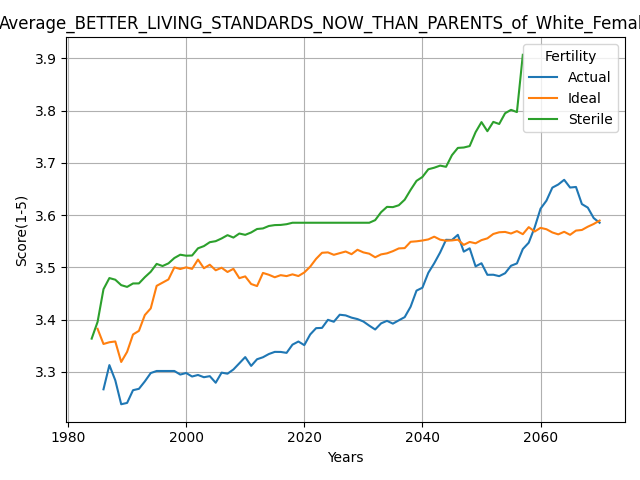 Average_BETTER_LIVING_STANDARDS_NOW_THAN_PARENTS_of_White_Femal
Fertility
Actual
Ideal
Sterile
Score(1-5)
3.9
3.8
3.7
3.6
3.5
3.4
3.3
1980
2000
2020
2040
2060
Years